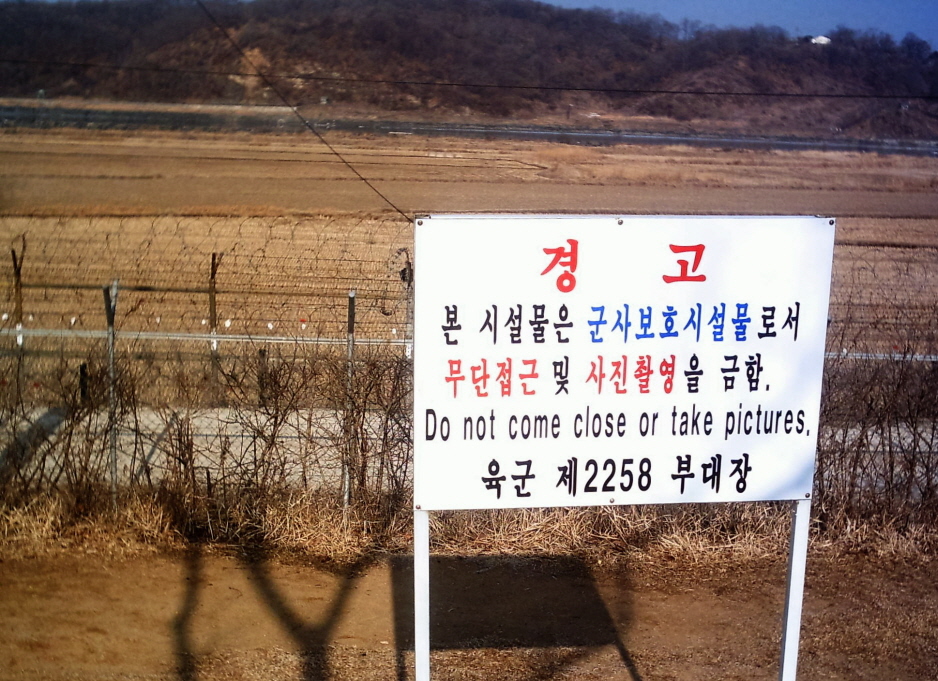 경 고
본 시설물은 군사보호시설물로서
무단접근 및 사진촬영을 금함.
Do not come close or take pictures.
육군 제2258 부대장